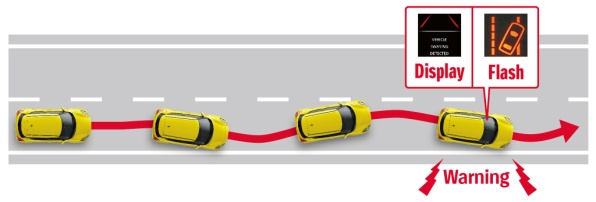 VEHICLE
SWAYING
DETECTED
Display
Flash
Warning